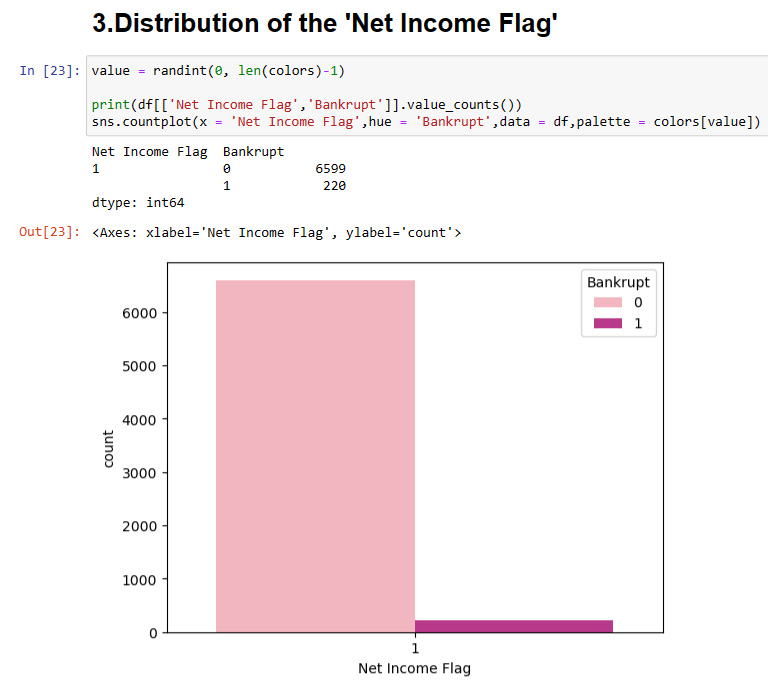 3.Distribution of the 'Net Income Flag'
In [23]: value = randint(0, len(colors)-1)
print(df[['Net Income Flag','Bankrupt']].value_counts())
sns.countplot(x = 'Net Income Flag',hue = 'Bankrupt',data = df,palette = colors[value])
Net Income Flag  Bankrupt
1                0           6599
                 1            220
dtype: int64
Out[23]: <Axes: xlabel='Net Income Flag', ylabel='count'>
Bankrupt
0
1
6000
5000
4000
3000
2000
1000
0
count
1
Net Income Flag